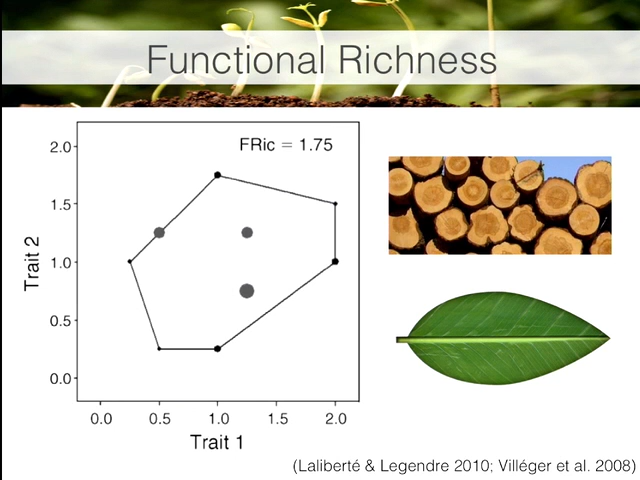 Functional Richness
FRic = 1.75
2.0
1.5
1.0
0.5
0.0
Trait 2
0.0 0.5 1.0 1.5 2.0
Trait 1
(Laliberté & Legendre 2010; Villéger et al. 2008)